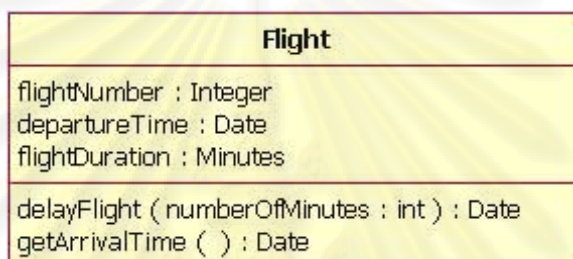 Flight
flightNumber : Integer
departureTime : Date
flightDuration : Minutes
delayFlight ( numberOfMinutes : int ) : Date
getArrivalTime ( ) : Date